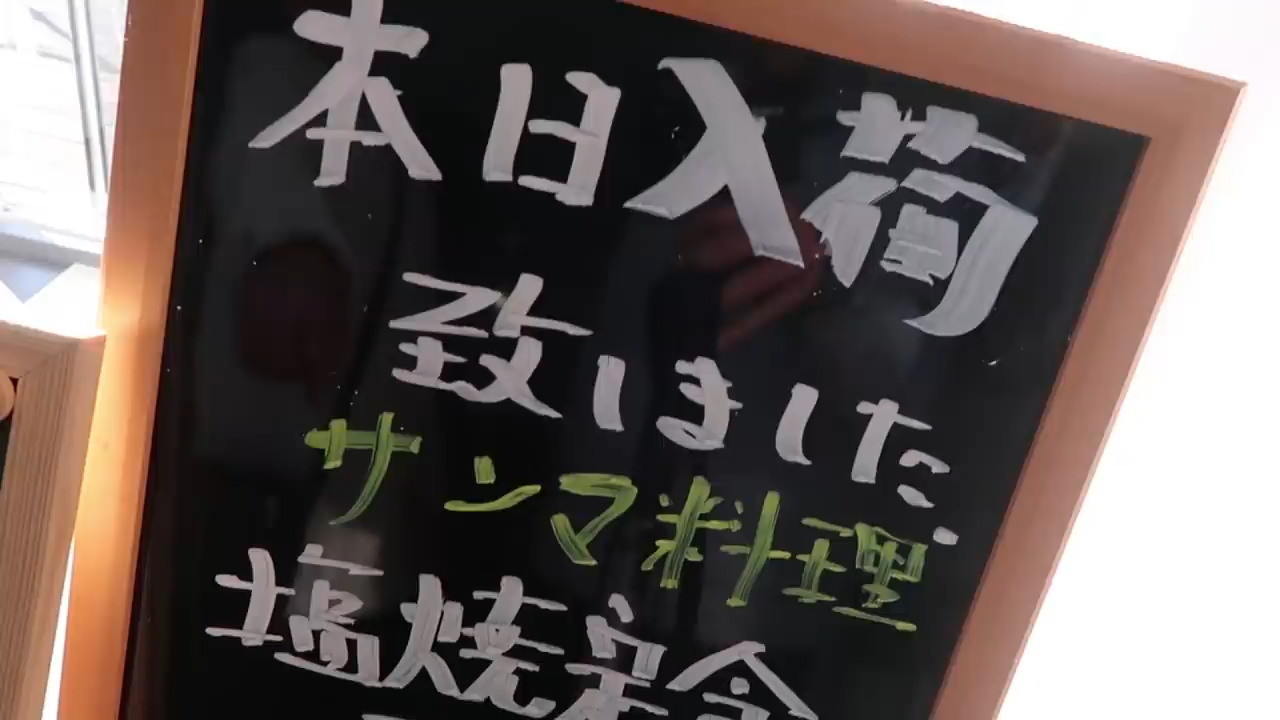 本日入荷
致しました.
サンマ料理
塩焼定食